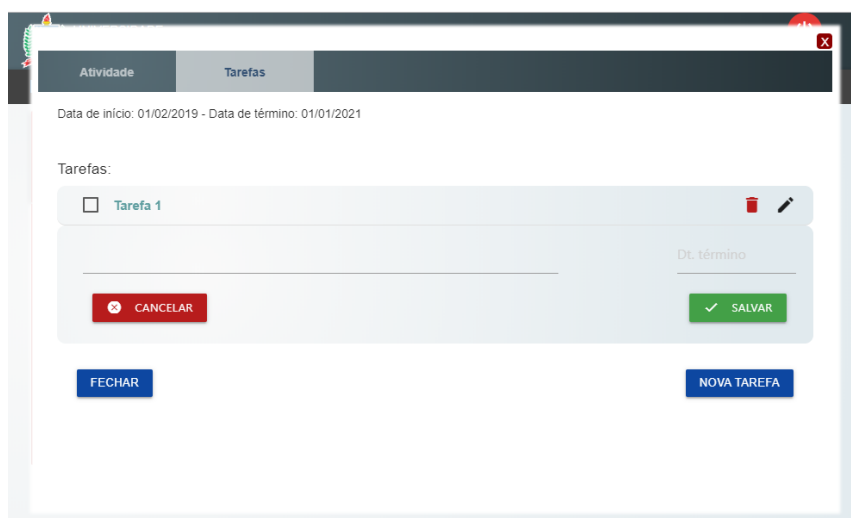 X
Atividade Tarefas
Data de início: 01/02/2019 - Data de término: 01/01/2021
Tarefas:
Tarefa 1
Dt. término
CANCELAR SALVAR
FECHAR NOVA TAREFA